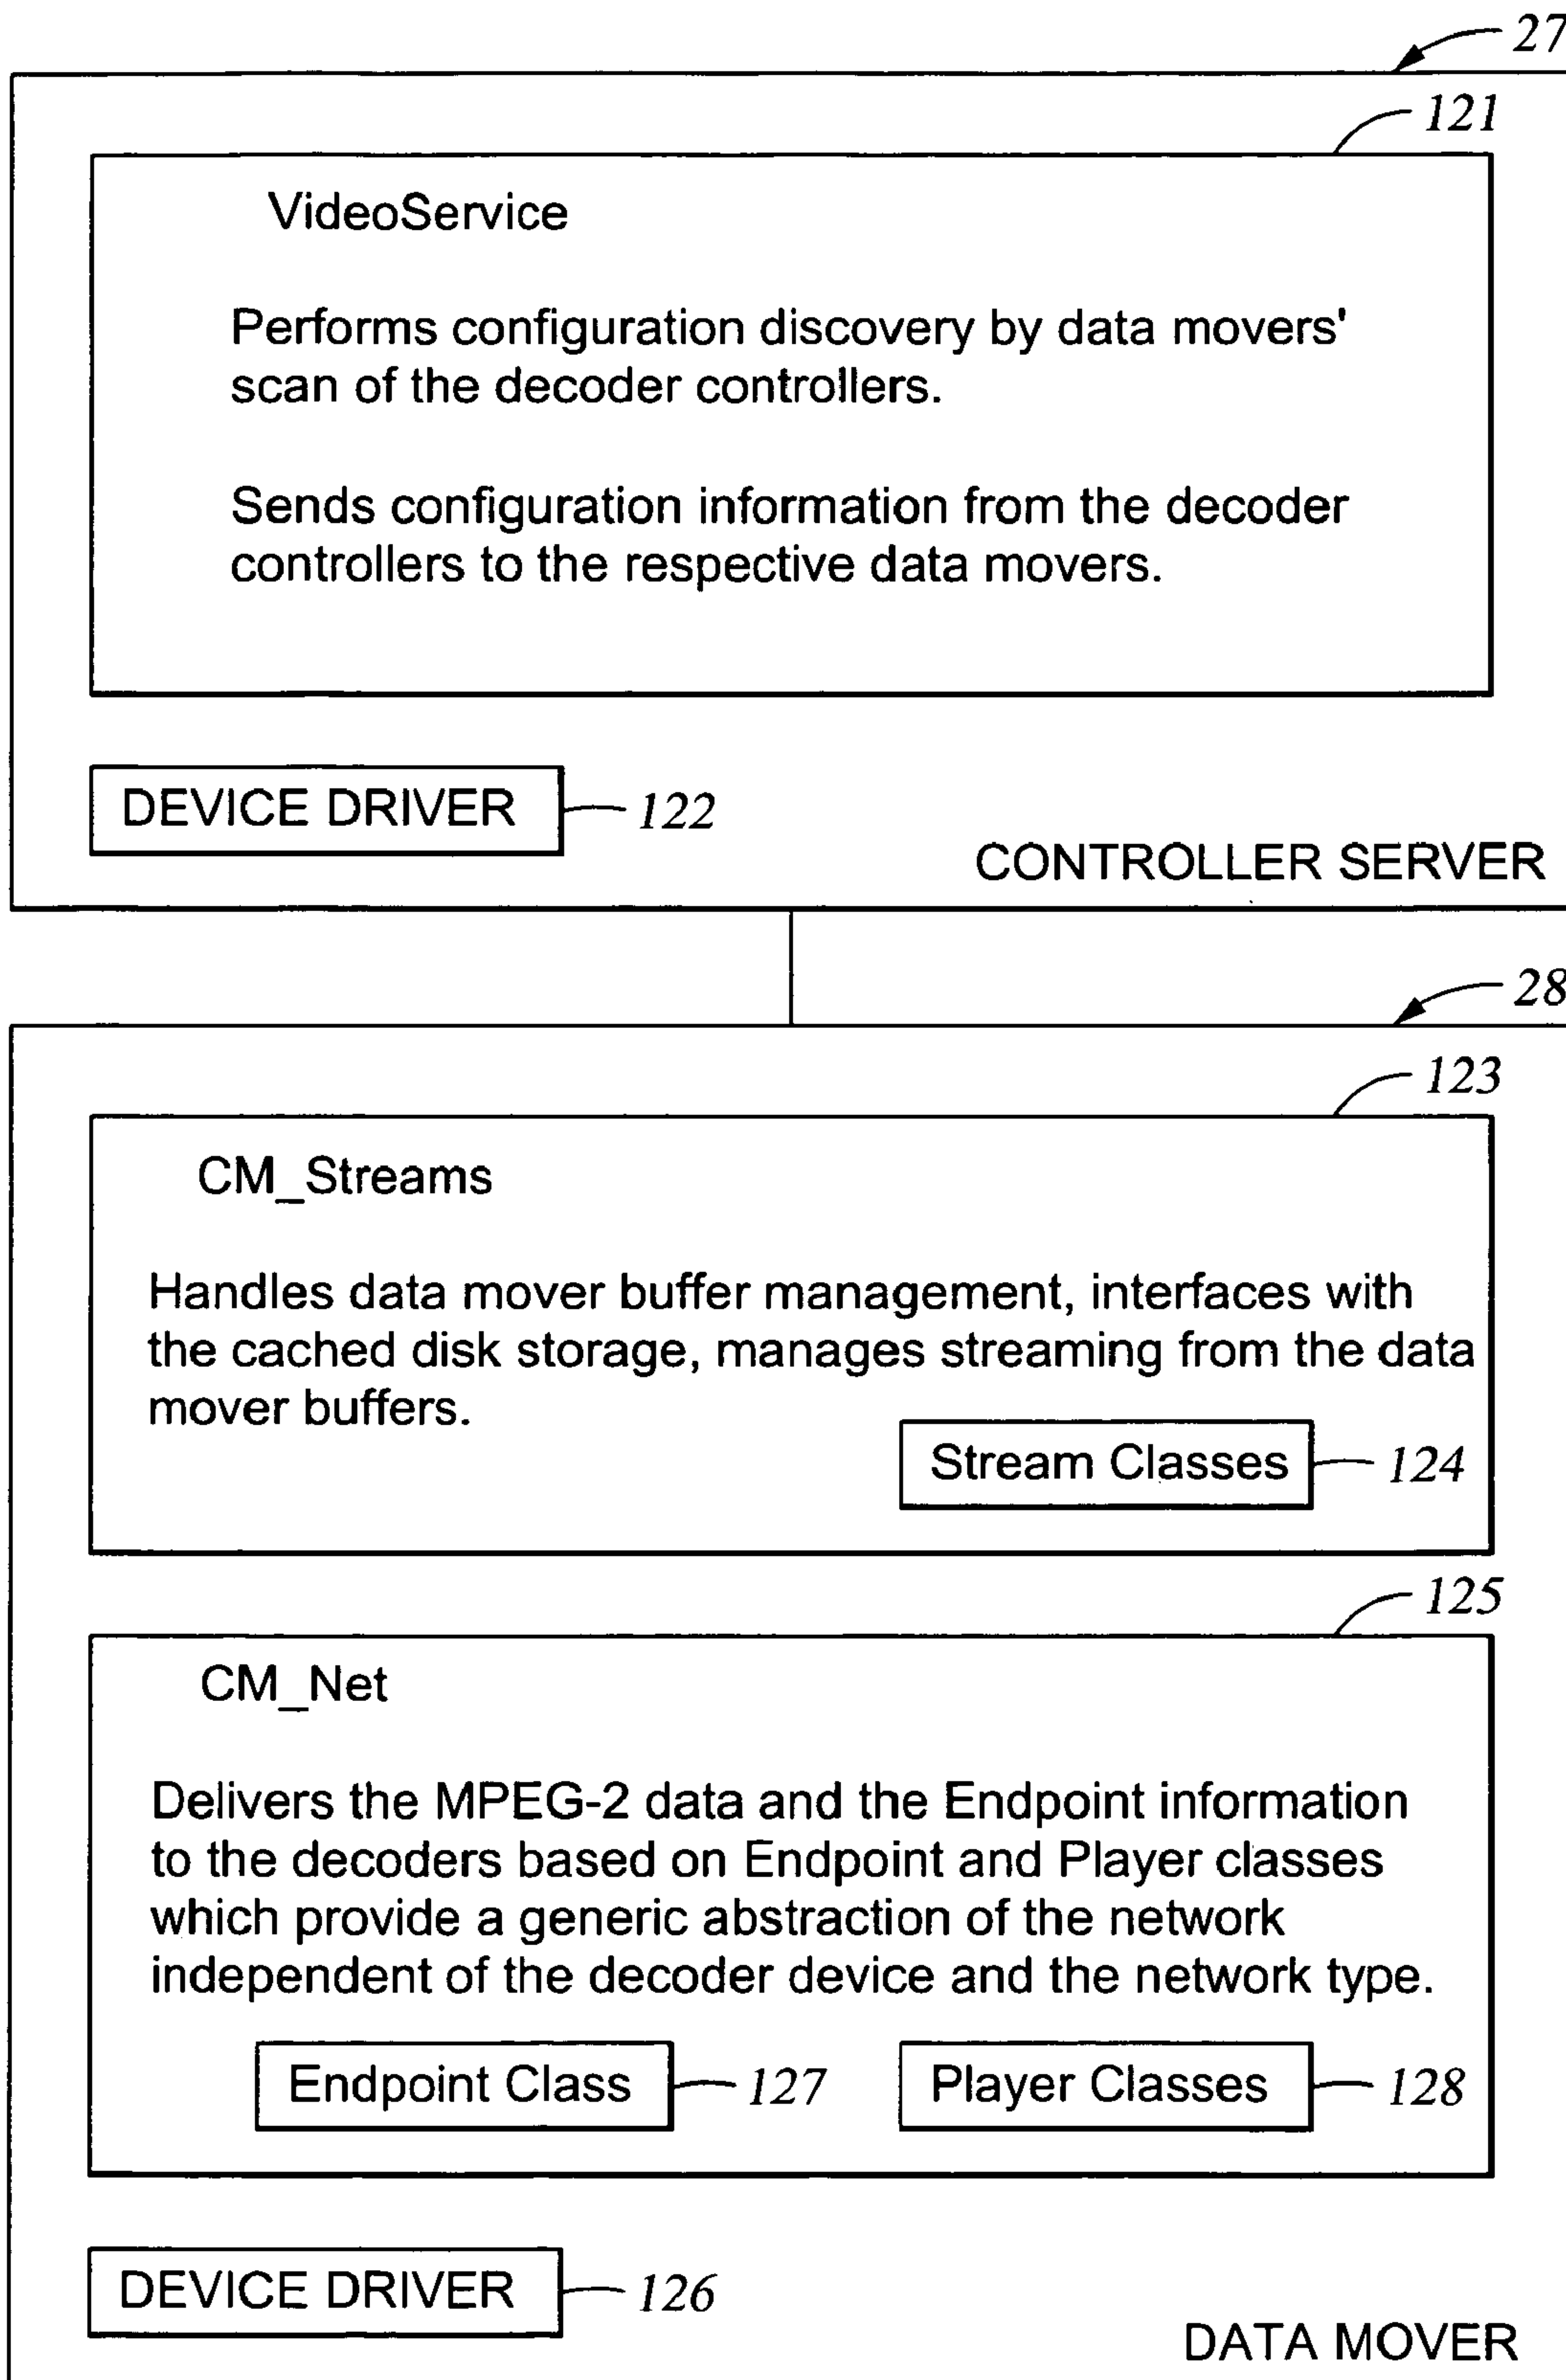 27
121
VideoService
Performs configuration discovery by data movers'
scan of the decoder controllers.
Sends configuration information from the decoder
controllers to the respective data movers.
DEVICE DRIVER
122
CONTROLLER SERVER
28
123
CM_Streams
Handles data mover buffer management, interfaces with
the cached disk storage, manages streaming from the data
mover buffers.
Stream Classes
124
125
CM_Net
Delivers the MPEG-2 data and the Endpoint information
to the decoders based on Endpoint and Player classes
which provide a generic abstraction of the network
independent of the decoder device and the network type.
Endpoint Class
127
Player Classes
128
DEVICE DRIVER
126
DATA MOVER